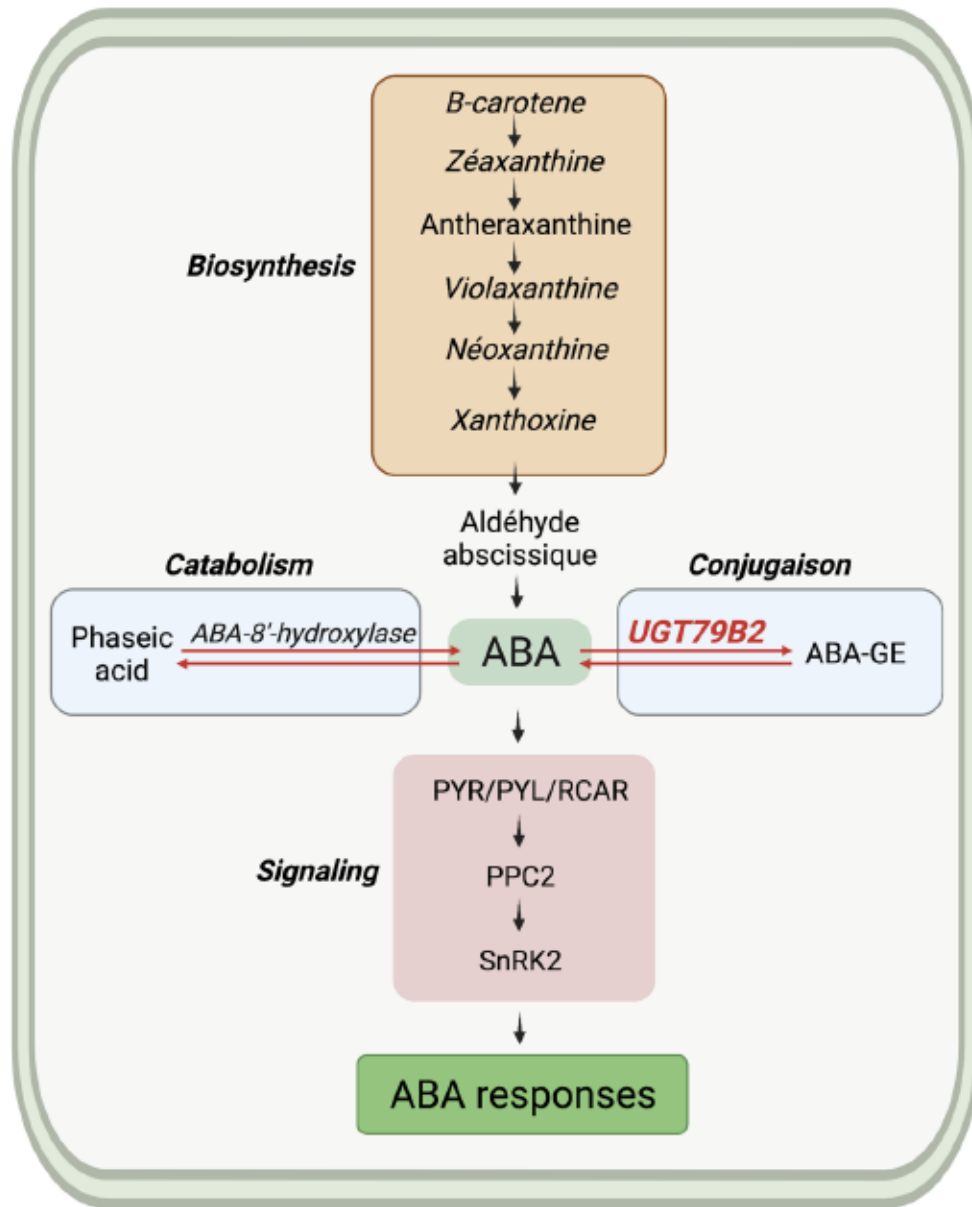 B-carotene
Zéaxanthine
Antheraxanthine
Biosynthesis
Violaxanthine
Néoxanthine
Xanthoxine
Aldéhyde
abscissique
Catabolism
Conjugaison
Phaseic
acid
ABA-8'-hydroxylase
ABA
UGT79B2
ABA-GE
PYR/PYL/RCAR
Signaling
PPC2
SnRK2
ABA responses